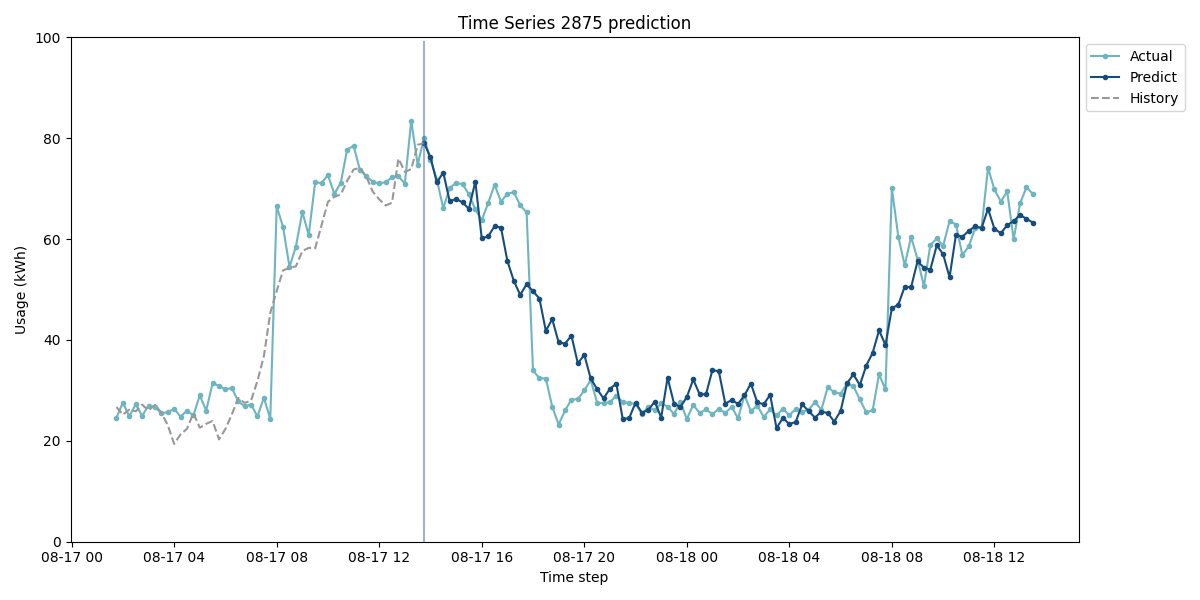 Time Series 2875 prediction
100
80
60
40
20
0
Usage (kWh)
08-17 00
08-17 04
08-17 08
08-17 12
08-17 16
08-17 20
08-18 00
08-18 04
08-18 08
08-18 12
Time step
Actual
Predict
History